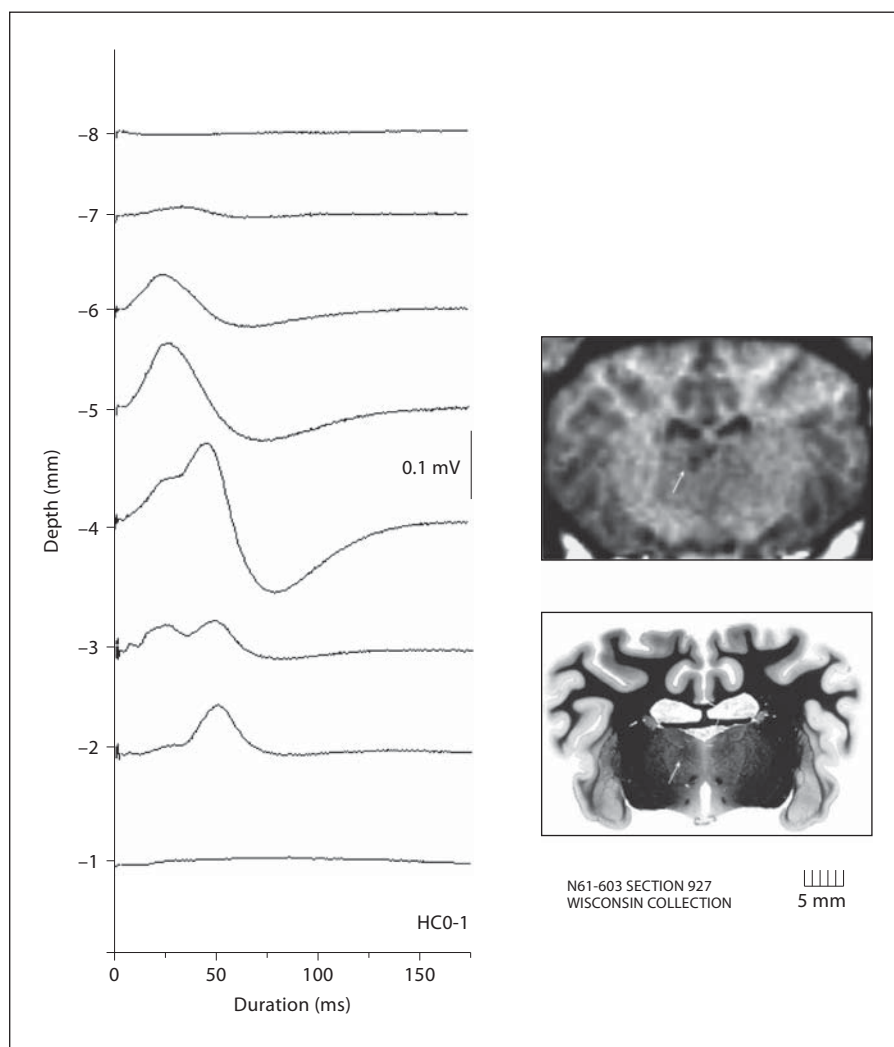 –8
–7
–6
–5
0.1 mV
–4
Depth (mm)
–3
–2
–1
HC0-1
0 50 100 150
Duration (ms)
N61-603 SECTION 927
WISCONSIN COLLECTION
5 mm